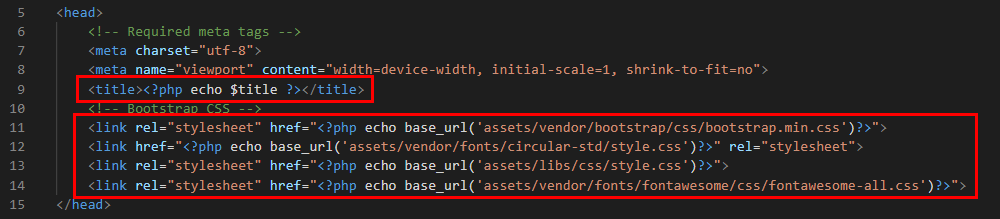 5 <head>
6 <!-- Required meta tags -->
7 <meta charset="utf-8">
8 <meta name="viewport" content="width=device-width, initial-scale=1, shrink-to-fit=no">
9 <title><?php echo $title ?></title>
10 <!-- Bootstrap CSS -->
11 <link rel="stylesheet" href="<?php echo base_url('assets/vendor/bootstrap/css/bootstrap.min.css')?>">
12 <link href="<?php echo base_url('assets/vendor/fonts/circular-std/style.css')?>" rel="stylesheet">
13 <link rel="stylesheet" href="<?php echo base_url('assets/libs/css/style.css')?>">
14 <link rel="stylesheet" href="<?php echo base_url('assets/vendor/fonts/fontawesome/css/fontawesome-all.css')?>">
15 </head>